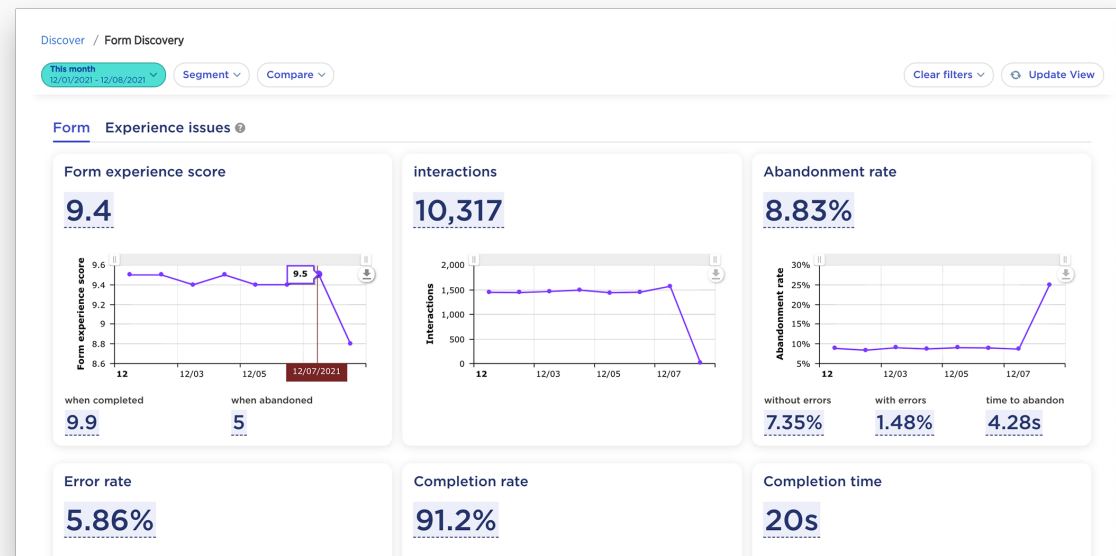 Discover / Form Discovery
This month
12/01/2021 - 12/08/2021
Segment
Compare
Clear filters
Update View
Form
Experience issues ?
Form experience score
9.4
Form experience score
9.6
9.4
9.2
9
8.8
8.6
9.5
12
12/03
12/05
12/07/2021
when completed
9.9
when abandoned
5
interactions
10,317
Interactions
2,000
1,500
1,000
500
0
12
12/03
12/05
12/07
Abandonment rate
8.83%
Abandonment rate
30%
25%
20%
15%
10%
5%
12
12/03
12/05
12/07
without errors
7.35%
with errors
1.48%
time to abandon
4.28s
Error rate
5.86%
Completion rate
91.2%
Completion time
20s